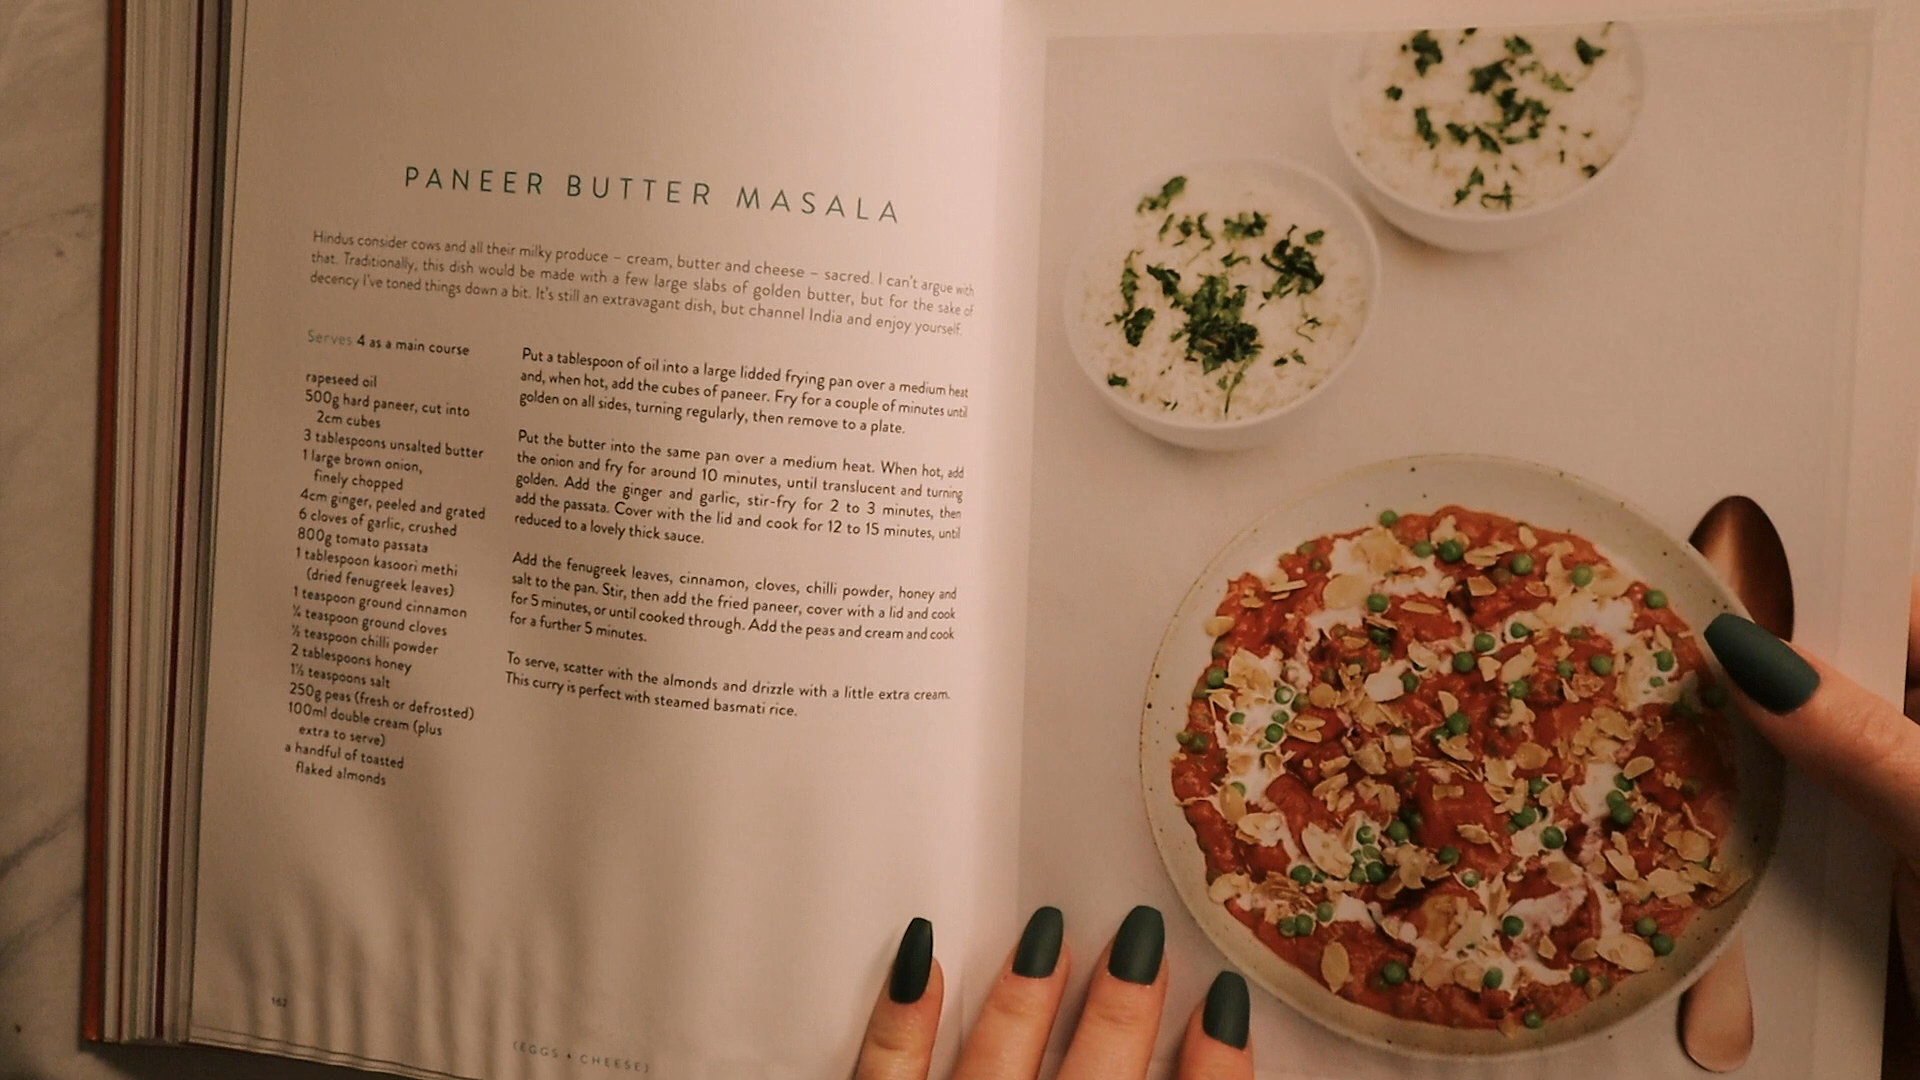 PANEER BUTTER MASALA
Hindus consider cows and all their milky produce – cream, butter and cheese – sacred. I can't argue with
that. Traditionally, this dish would be made with a few large slabs of golden butter, but for the sake of
decency I've toned things down a bit. It's still an extravagant dish, but channel India and enjoy yourself.
Serves 4 as a main course
rapeseed oil
500g hard paneer, cut into
2cm cubes
3 tablespoons unsalted butter
1 large brown onion,
finely chopped
4cm ginger, peeled and grated
6 cloves of garlic, crushed
800g tomato passata
1 tablespoon kasoori methi
(dried fenugreek leaves)
1 teaspoon ground cinnamon
¼ teaspoon ground cloves
½ teaspoon chilli powder
2 tablespoons honey
1½ teaspoons salt
250g peas (fresh or defrosted)
100ml double cream (plus
extra to serve)
a handful of toasted
flaked almonds
Put a tablespoon of oil into a large lidded frying pan over a medium heat
and, when hot, add the cubes of paneer. Fry for a couple of minutes until
golden on all sides, turning regularly, then remove to a plate.
Put the butter into the same pan over a medium heat. When hot, add
the onion and fry for around 10 minutes, until translucent and turning
golden. Add the ginger and garlic, stir-fry for 2 to 3 minutes, then
add the passata. Cover with the lid and cook for 12 to 15 minutes, until
reduced to a lovely thick sauce.
Add the fenugreek leaves, cinnamon, cloves, chilli powder, honey and
salt to the pan. Stir, then add the fried paneer, cover with a lid and cook
for 5 minutes, or until cooked through. Add the peas and cream and cook
for a further 5 minutes.
To serve, scatter with the almonds and drizzle with a little extra cream.
This curry is perfect with steamed basmati rice.
162
(EGGS + CHEESE)